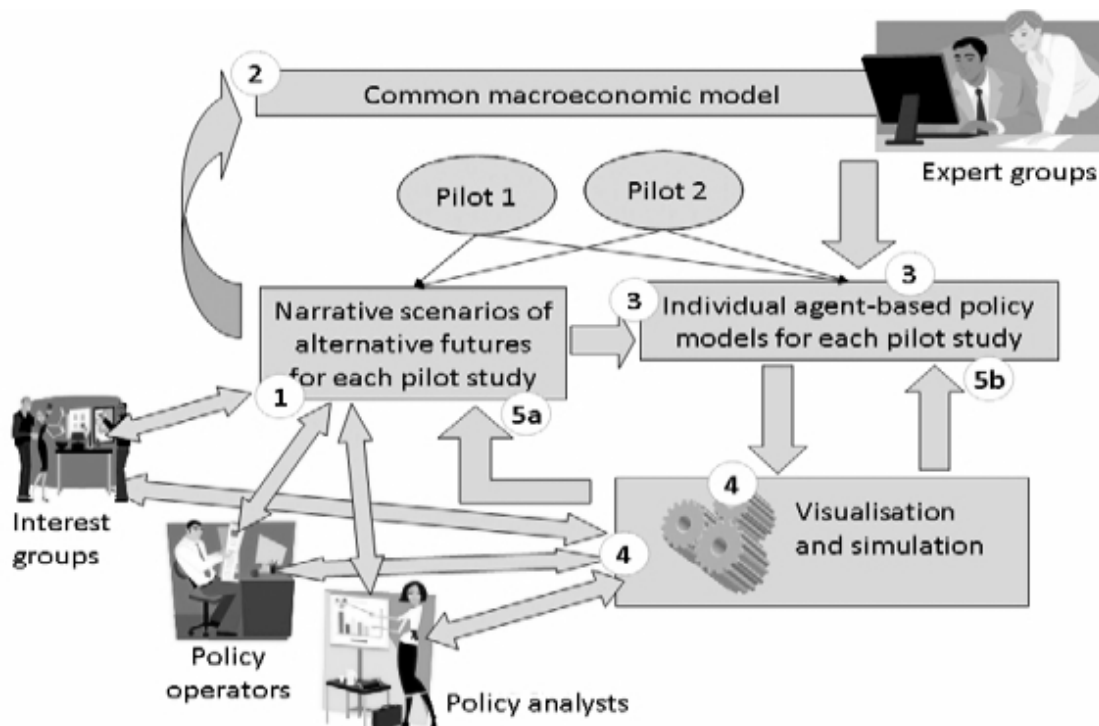 2
Common macroeconomic model
Expert groups
Pilot 1
Pilot 2
3
3
Narrative scenarios of
alternative futures
for each pilot study
Individual agent-based policy
models for each pilot study
1
5a
5b
4
Visualisation
and simulation
4
Interest
groups
Policy
operators
Policy analysts